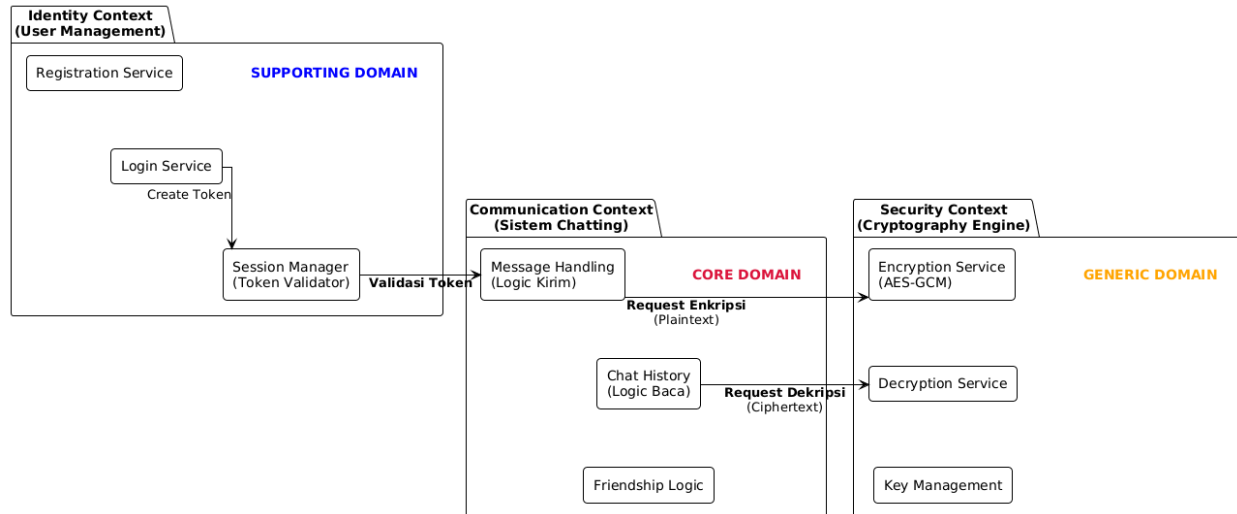 Identity Context
(User Management)
Registration Service
SUPPORTING DOMAIN
Login Service
Create Token
Session Manager
(Token Validator)
Validasi Token
Communication Context
(Sistem Chatting)
Message Handling
(Logic Kirim)
CORE DOMAIN
Request Enkripsi
(Plaintext)
Chat History
(Logic Baca)
Request Dekripsi
(Ciphertext)
Friendship Logic
Security Context
(Cryptography Engine)
Encryption Service
(AES-GCM)
GENERIC DOMAIN
Decryption Service
Key Management